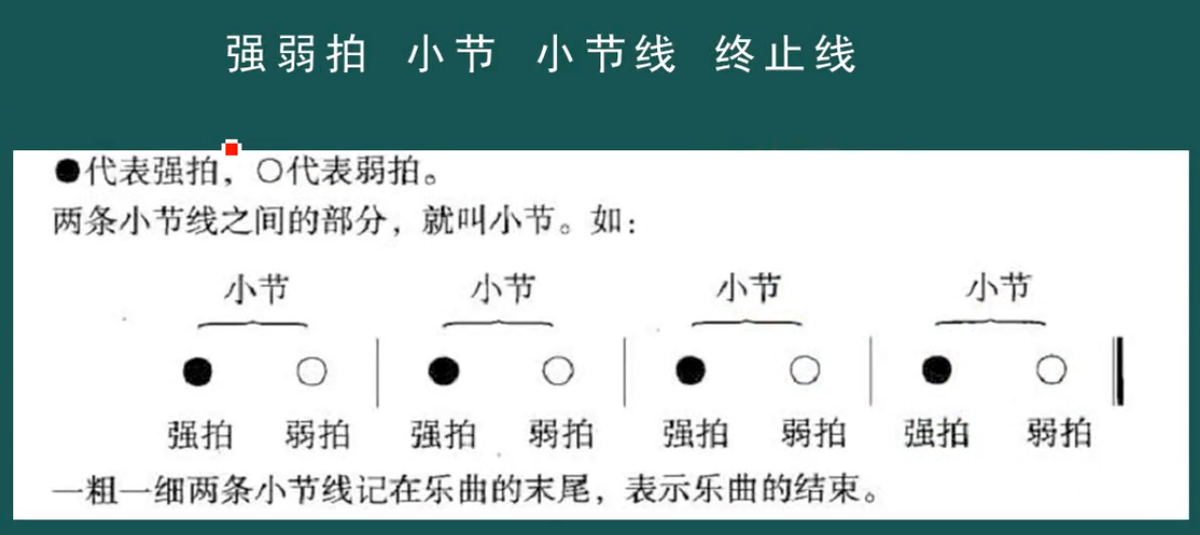 强弱拍 小节 小节线 终止线
●代表强拍，○代表弱拍。
两条小节线之间的部分，就叫小节。如：
小节 小节 小节 小节
强拍 弱拍 强拍 弱拍 强拍 弱拍 强拍 弱拍
一粗一细两条小节线记在乐曲的末尾，表示乐曲的结束。